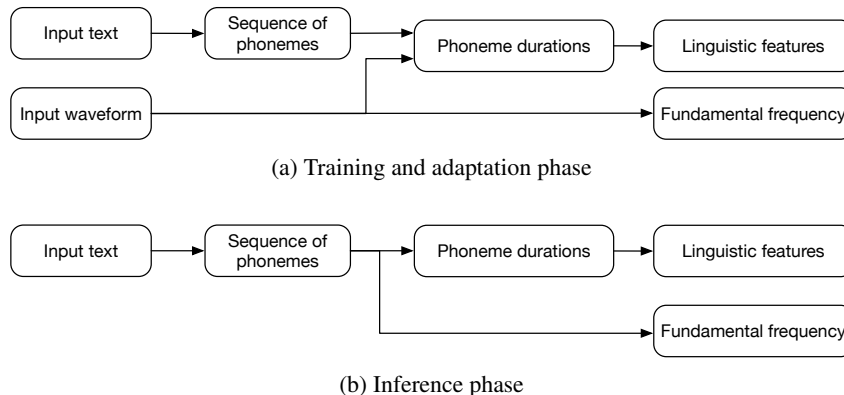 Input text
Sequence of
phonemes
Phoneme durations
Linguistic features
Input waveform
Fundamental frequency
(a) Training and adaptation phase
Input text
Sequence of
phonemes
Phoneme durations
Linguistic features
Fundamental frequency
(b) Inference phase